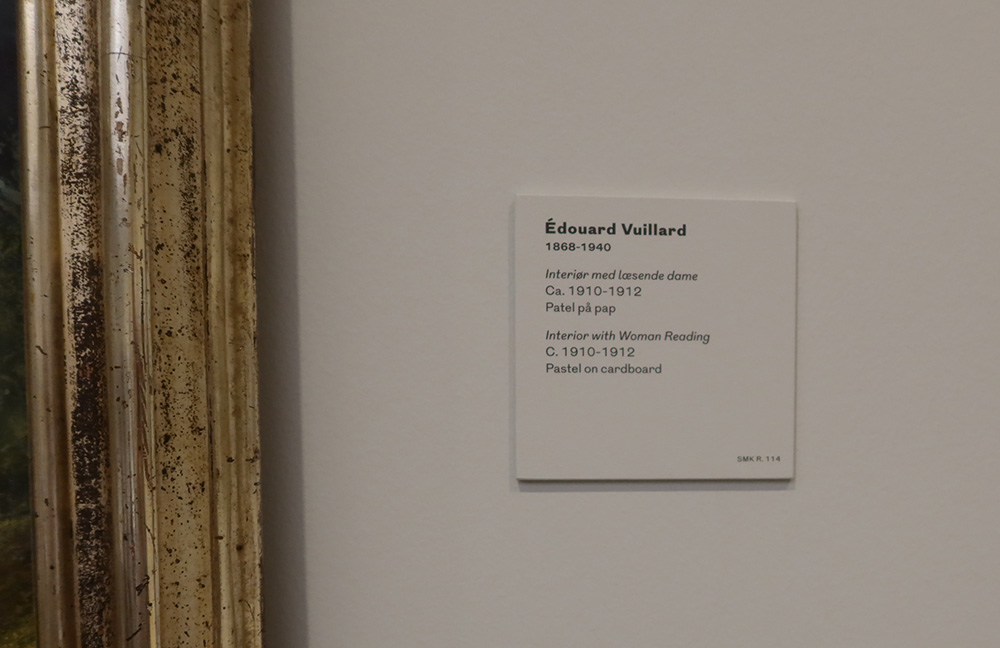 Édouard Vuillard
1868-1940
Interiør med læsende dame
Ca. 1910-1912
Patel på pap
Interior with Woman Reading
C. 1910-1912
Pastel on cardboard
SMK R. 114